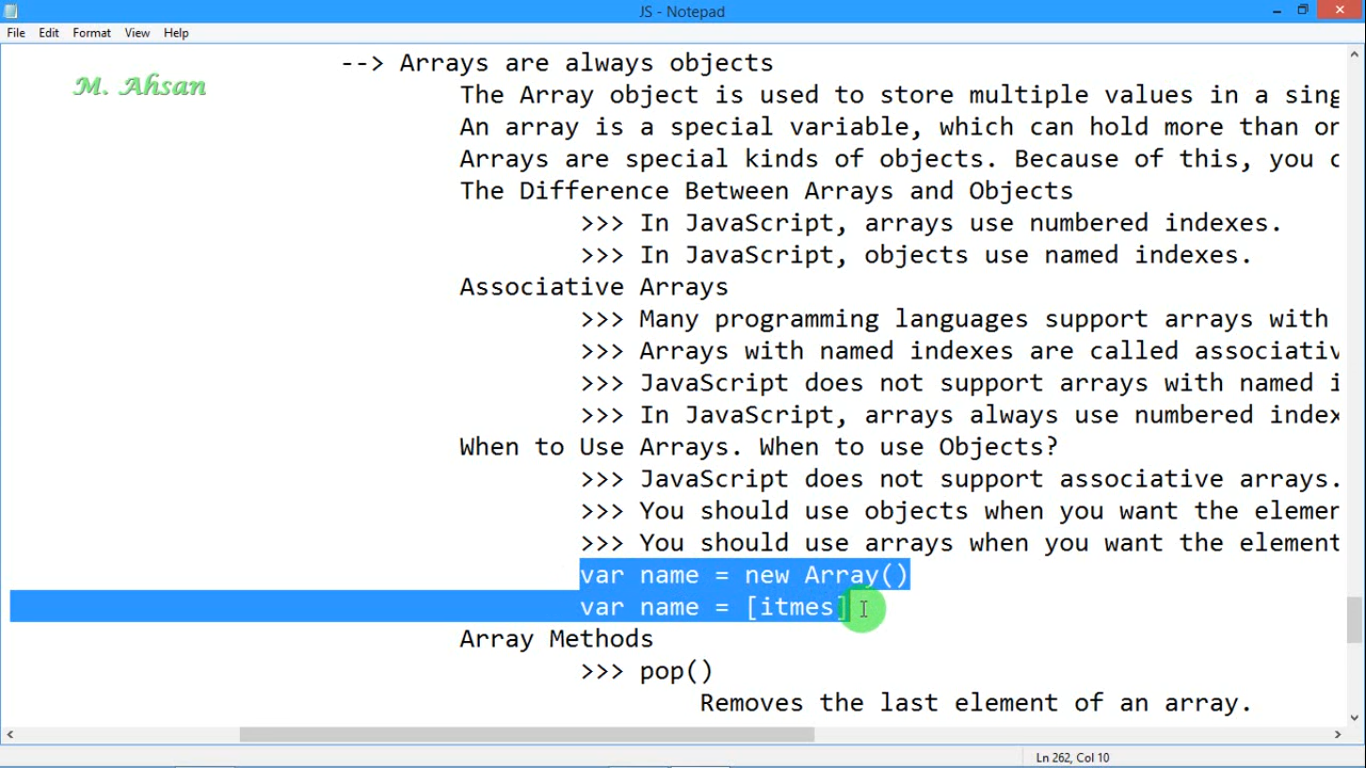 JS - Notepad
File Edit Format View Help
--> Arrays are always objects
M. Ahsan
The Array object is used to store multiple values in a sing
An array is a special variable, which can hold more than on
Arrays are special kinds of objects. Because of this, you c
The Difference Between Arrays and Objects
>>> In JavaScript, arrays use numbered indexes.
>>> In JavaScript, objects use named indexes.
Associative Arrays
>>> Many programming languages support arrays with
>>> Arrays with named indexes are called associativ
>>> JavaScript does not support arrays with named i
>>> In JavaScript, arrays always use numbered index
When to Use Arrays. When to use Objects?
>>> JavaScript does not support associative arrays.
>>> You should use objects when you want the elemen
>>> You should use arrays when you want the element
var name = new Array()
var name = [itmes]
Array Methods
>>> pop()
Removes the last element of an array.
Ln 262, Col 10